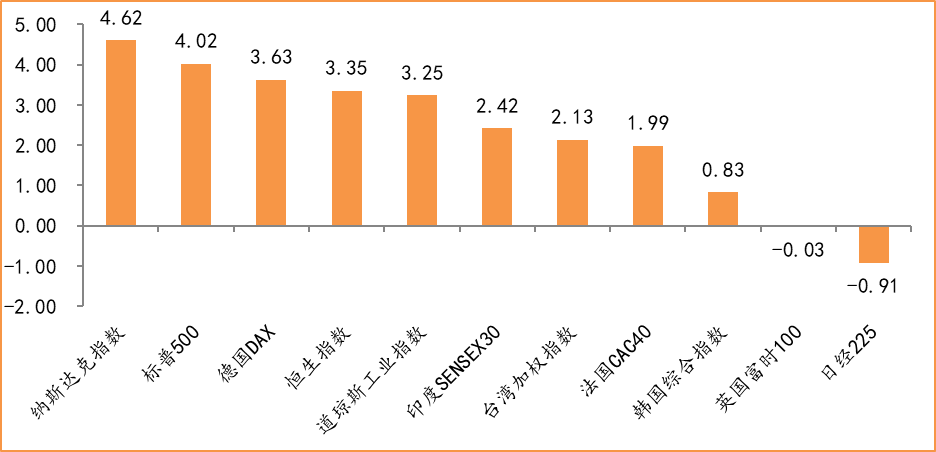 5.00
4.00
3.00
2.00
1.00
0.00
-1.00
-2.00
4.62
4.02
3.63
3.35
3.25
2.42
2.13
1.99
0.83
-0.03
-0.91
纳斯达克指数
标普500
德国DAX
恒生指数
道琼斯工业指数
印度SENSEX30
台湾加权指数
法国CAC40
韩国综合指数
英国富时100
日经225